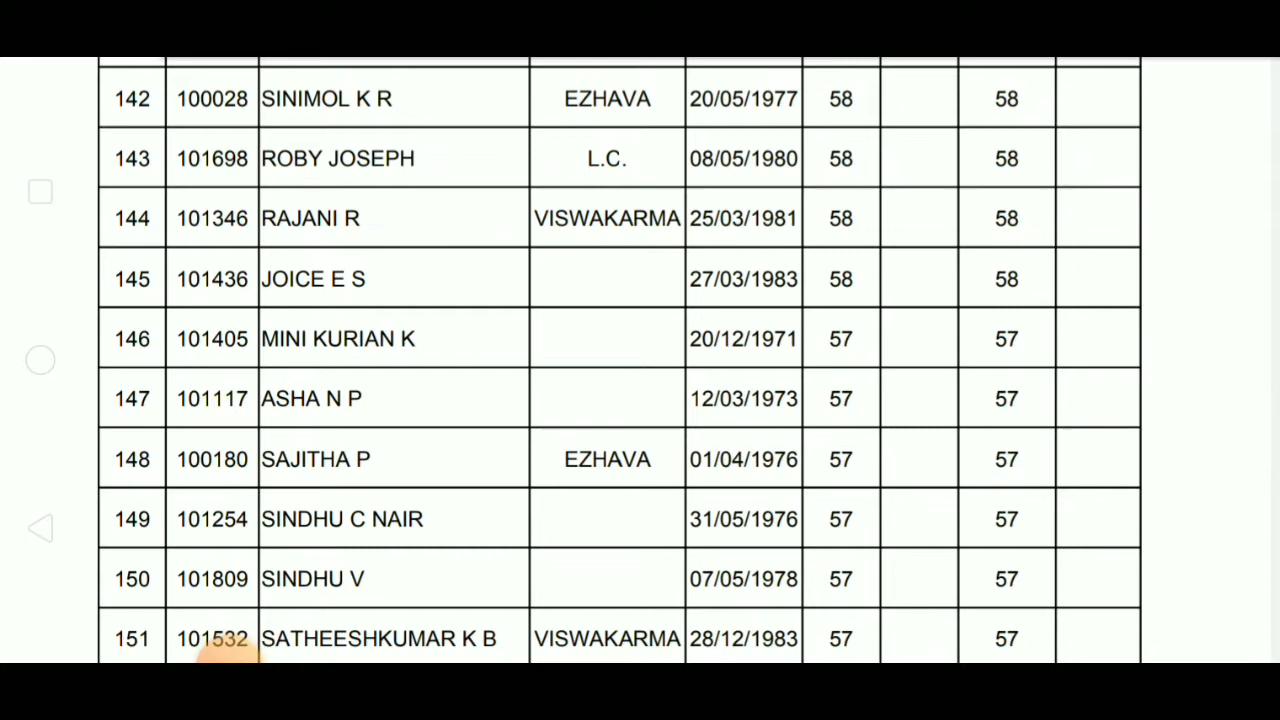 142 100028 SINIMOL K R EZHAVA 20/05/1977 58 58
143 101698 ROBY JOSEPH L.C. 08/05/1980 58 58
144 101346 RAJANI R VISWAKARMA 25/03/1981 58 58
145 101436 JOICE E S 27/03/1983 58 58
146 101405 MINI KURIAN K 20/12/1971 57 57
147 101117 ASHA N P 12/03/1973 57 57
148 100180 SAJITHA P EZHAVA 01/04/1976 57 57
149 101254 SINDHU C NAIR 31/05/1976 57 57
150 101809 SINDHU V 07/05/1978 57 57
151 101532 SATHEESHKUMAR K B VISWAKARMA 28/12/1983 57 57